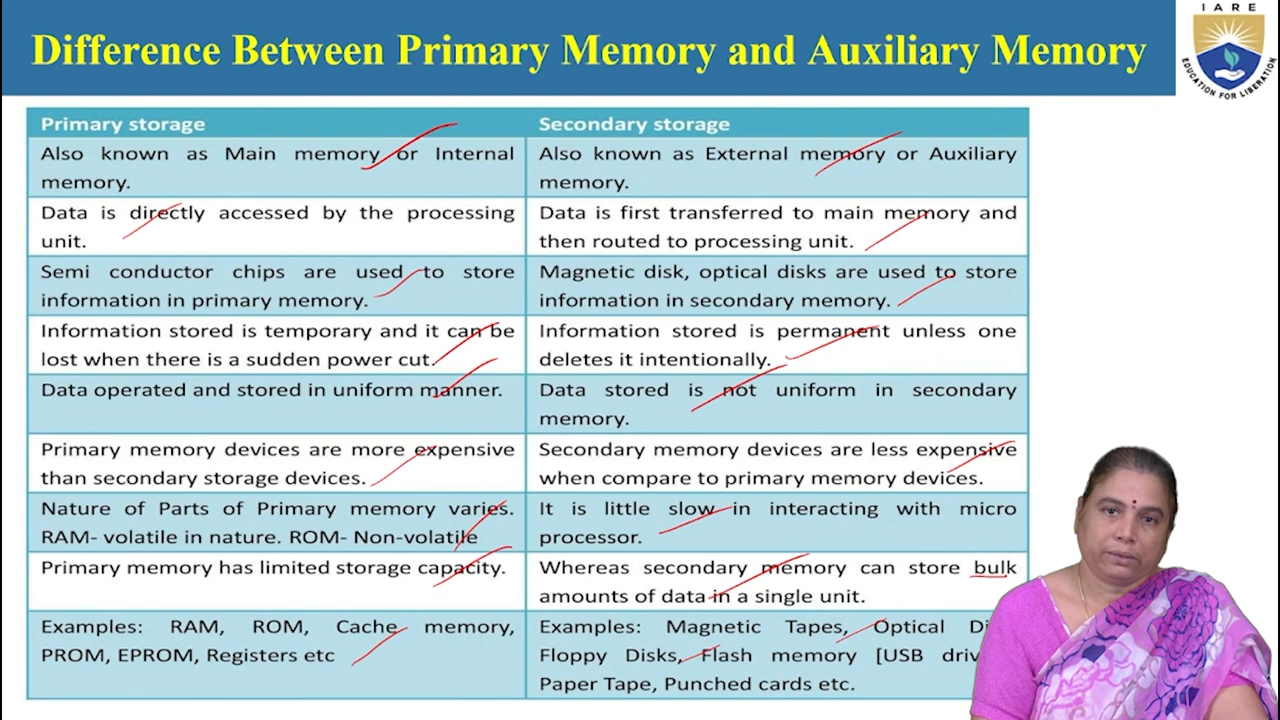 IARE
EDUCATION FOR LIBERATION
Difference Between Primary Memory and Auxiliary Memory
Primary storage
Secondary storage
Also known as Main memory or Internal
memory.
Also known as External memory or Auxiliary
memory.
Data is directly accessed by the processing
unit.
Data is first transferred to main memory and
then routed to processing unit.
Semi conductor chips are used to store
information in primary memory.
Magnetic disk, optical disks are used to store
information in secondary memory.
Information stored is temporary and it can be
lost when there is a sudden power cut.
Information stored is permanent unless one
deletes it intentionally.
Data operated and stored in uniform manner.
Data stored is not uniform in secondary
memory.
Primary memory devices are more expensive
than secondary storage devices.
Secondary memory devices are less expensive
when compare to primary memory devices.
Nature of Parts of Primary memory varies.
RAM- volatile in nature. ROM- Non-volatile
It is little slow in interacting with micro
processor.
Primary memory has limited storage capacity.
Whereas secondary memory can store bulk
amounts of data in a single unit.
Examples: RAM, ROM, Cache memory,
PROM, EPROM, Registers etc
Examples: Magnetic Tapes, Optical
Floppy Disks, Flash memory [USB
Paper Tape, Punched cards etc.